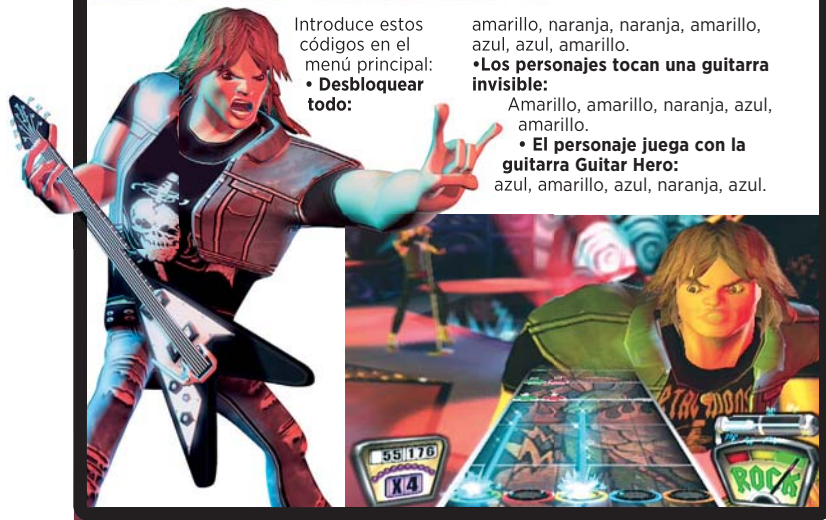 Introduce estos
códigos en el
menú principal:
• Desbloquear
todo:
amarillo, naranja, naranja, amarillo,
azul, azul, amarillo.
•Los personajes tocan una guitarra
invisible:
Amarillo, amarillo, naranja, azul,
amarillo.
• El personaje juega con la
guitarra Guitar Hero:
azul, amarillo, azul, naranja, azul.
55176
X4
ROCK